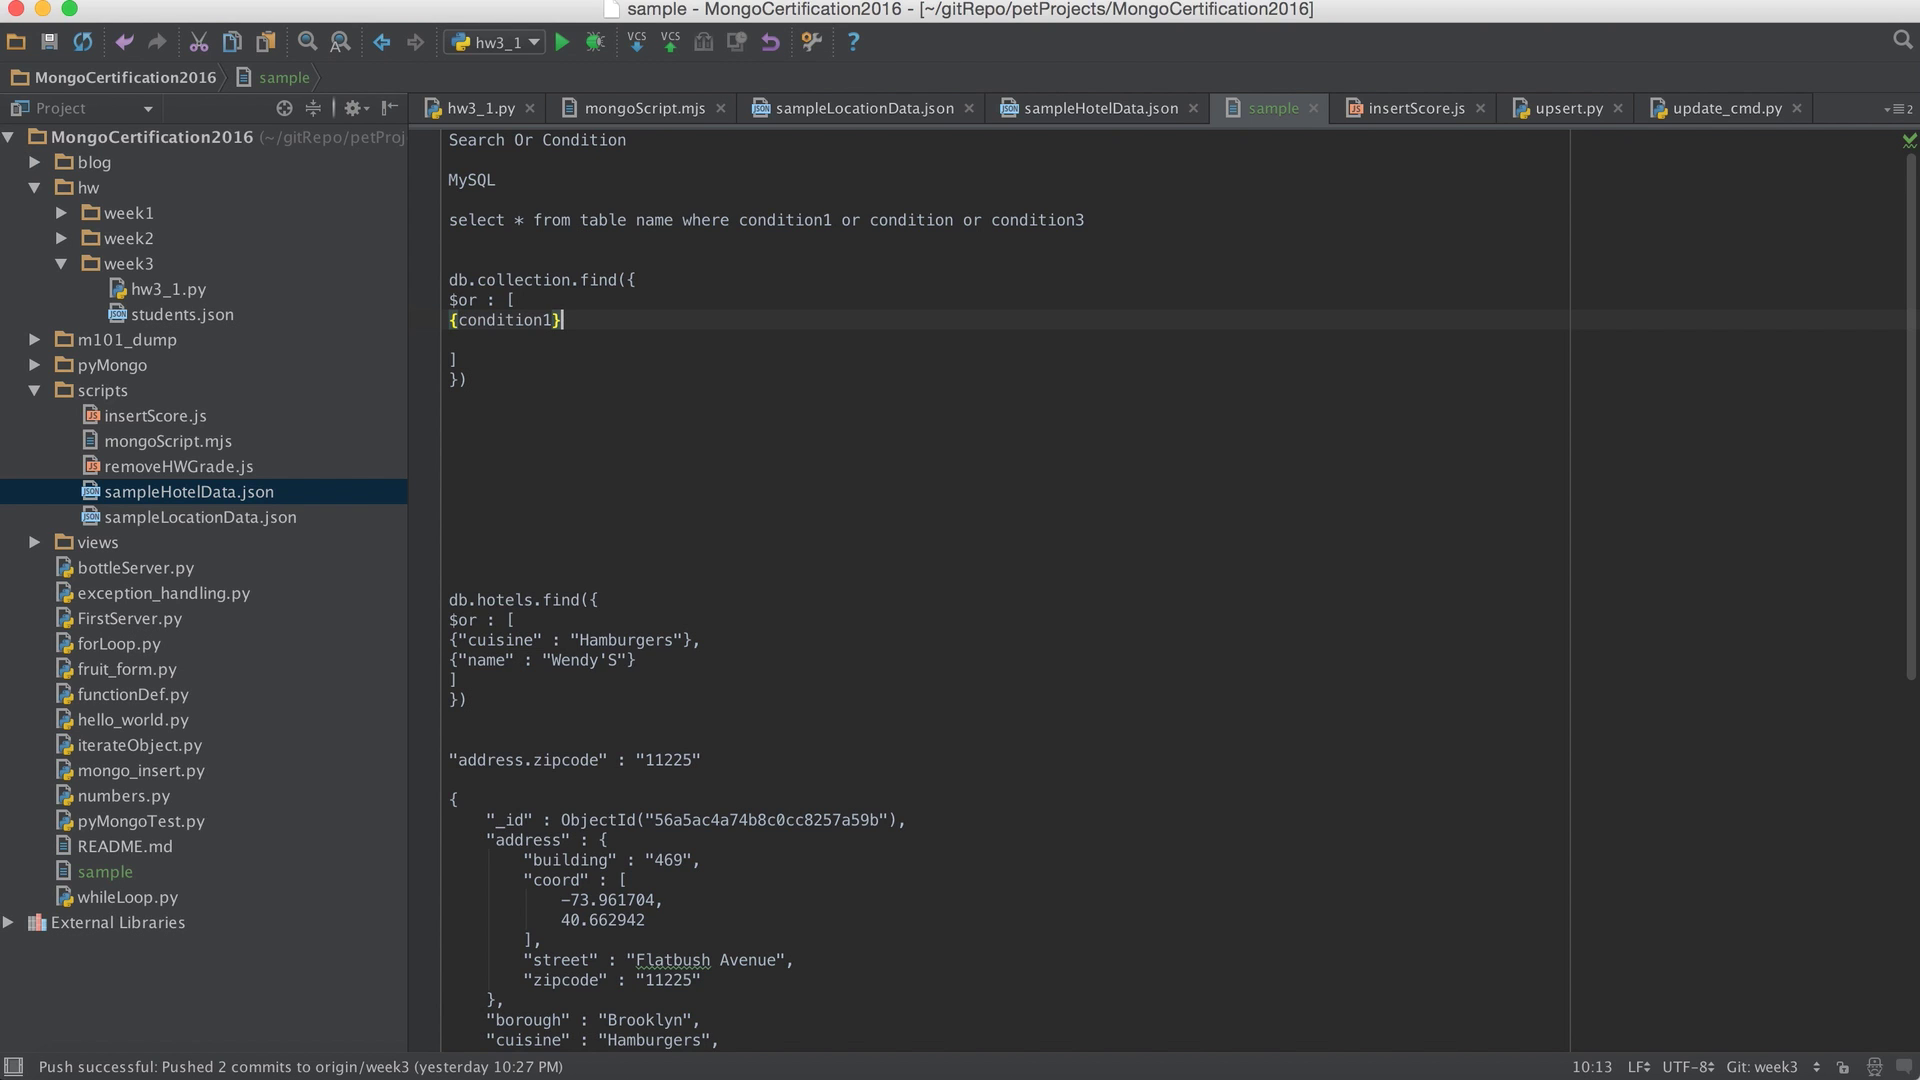 sample - MongoCertification2016 - [~/gitRepo/petProjects/MongoCertification2016]
hw3_1
VCS
VCS
?
MongoCertification2016
sample
Project
hw3_1.py
mongoScript.mjs
sampleLocationData.json
sampleHotelData.json
sample
insertScore.js
upsert.py
update_cmd.py
2
MongoCertification2016 (~/gitRepo/petProj
blog
hw
week1
week2
week3
hw3_1.py
students.json
m101_dump
pyMongo
scripts
insertScore.js
mongoScript.mjs
removeHWGrade.js
sampleHotelData.json
sampleLocationData.json
views
bottleServer.py
exception_handling.py
FirstServer.py
forLoop.py
fruit_form.py
functionDef.py
hello_world.py
iterateObject.py
mongo_insert.py
numbers.py
pyMongoTest.py
README.md
sample
whileLoop.py
External Libraries
Search Or Condition
MySQL
select * from table name where condition1 or condition or condition3
db.collection.find({
$or : [
{condition1}
]
})
db.hotels.find({
$or : [
{"cuisine" : "Hamburgers"},
{"name" : "Wendy'S"}
]
})
"address.zipcode" : "11225"
{
"_id" : ObjectId("56a5ac4a74b8c0cc8257a59b"),
"address" : {
"building" : "469",
"coord" : [
-73.961704,
40.662942
],
"street" : "Flatbush Avenue",
"zipcode" : "11225"
},
"borough" : "Brooklyn",
"cuisine" : "Hamburgers",
Push successful: Pushed 2 commits to origin/week3 (yesterday 10:27 PM)
10:13 LF UTF-8 Git: week3